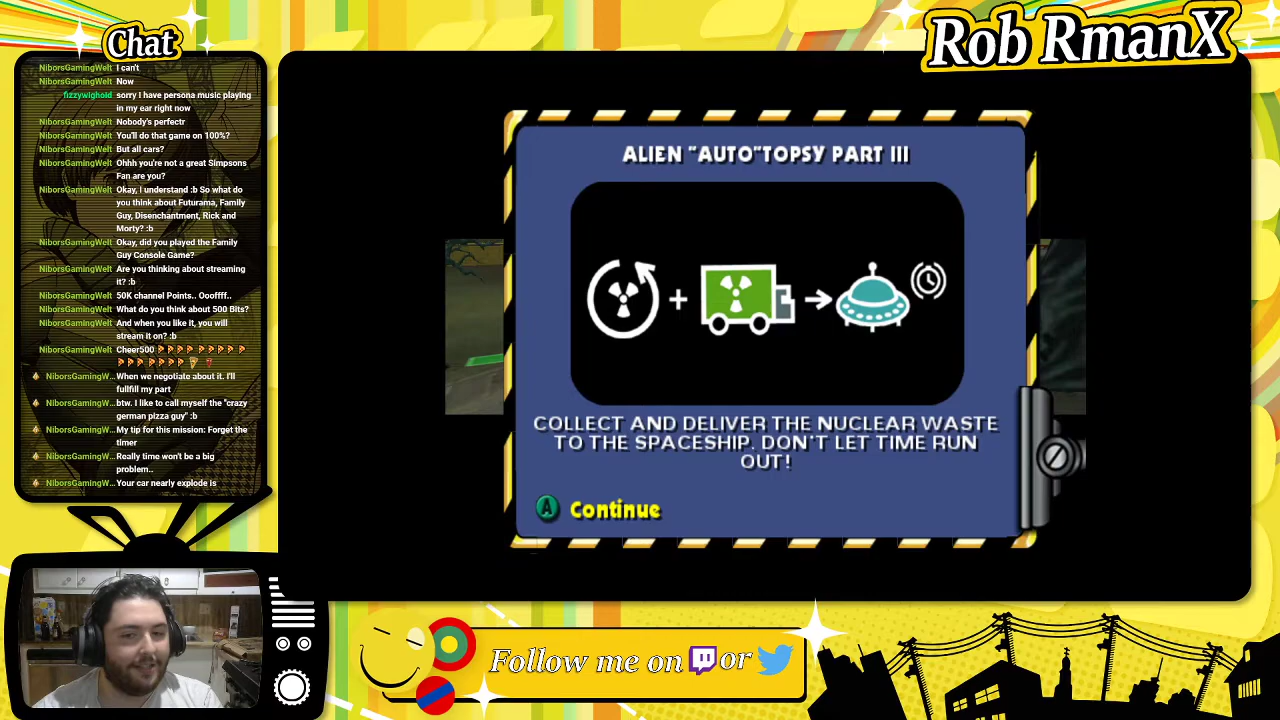 Chat
NiborsGamingWelt I can't
NiborsGamingWelt Now
fizzywighoid sorry I have persona music playing
in my ear right now
NiborsGamingWelt Nobody's perfectr
NiborsGamingWelt You'll do that game on 100%?
NiborsGamingWelt But all cars?
NiborsGamingWelt Ohhh you're not a great Simpsons
Fan are you?
NiborsGamingWelt Okay, I understand :b So what do
you think about Futurama, Family
Guy, Disenchantment, Rick and
Morty? :b
NiborsGamingWelt Okay, did you played the Family
Guy Console Game?
NiborsGamingWelt Are you thinking about streaming
it? :b
NiborsGamingWelt 50K channel Points.. Ooofffff..
NiborsGamingWelt What do you think about 500 Bits?
NiborsGamingWelt And when you like it, you will
stream it on? :b
NiborsGamingWelt Cheer500
NiborsGamingW... When we negotiate about it. I'll
fullfill my part
NiborsGamingW... btw. I like to call myself the "crazy
german pizza guy" :b
NiborsGamingW... My tip for this mission: Forget the
timer
NiborsGamingW... Really time won't be a big
problem..
NiborsGamingW... Your car nearly explode is
Rob RmanX
ALIEN "AUTO"TOPSY PART III
COLLECT AND DELIVER THE NUCLEAR WASTE
TO THE SPACESHIP. DON'T LET TIME RUN
OUT!
A Continue
Follow me on or